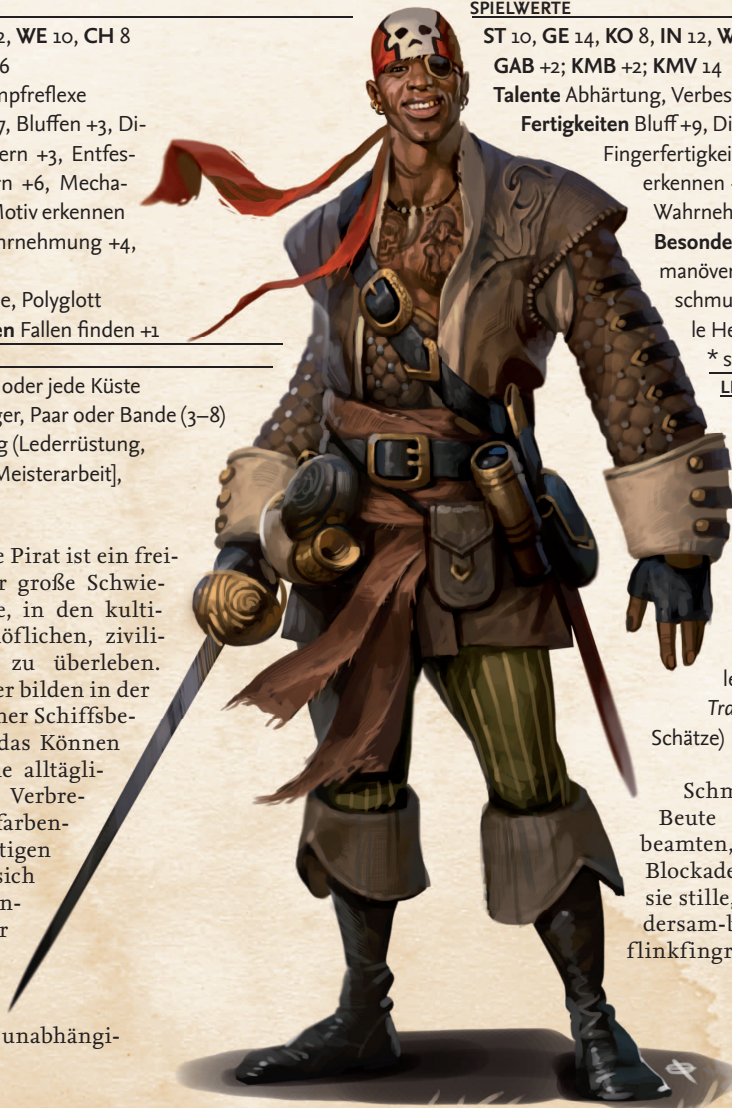 2, WE 10, CH 8
6
mpfreflexe
7, Bluffen +3, Di-
ern +3, Entfes-
rn +6, Mecha-
Motiv erkennen
hrnehmung +4,
e, Polyglott
en Fallen finden +1
oder jede Küste
ger, Paar oder Bande (3–8)
g (Lederrüstung,
Meisterarbeit],
e Pirat ist ein frei-
r große Schwie-
e, in den kulti-
öflichen, zivili-
zu überleben.
er bilden in der
ner Schiffsbe-
das Können
e alltägli-
Verbre-
farben-
tigen
sich
n-
r
unabhängi-
SPIELWERTE
ST 10, GE 14, KO 8, IN 12, W
GAB +2; KMB +2; KMV 14
Talente Abhärtung, Verbes
Fertigkeiten Bluff +9, Di
Fingerfertigkei
erkennen
Wahrneh
Besonde
manöver
schmu
le He
* s
LE
le
Tra
Schätze)
Schm
Beute
beamten,
Blockade
sie stille,
dersam-b
flinkfingr